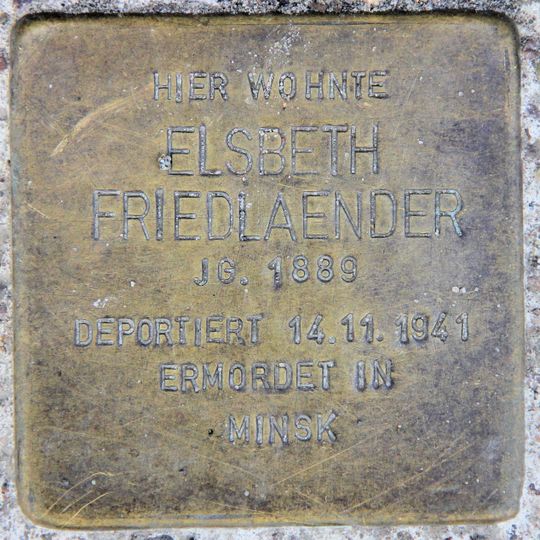 HIER WOHNTE
ELSBETH
FRIEDLAENDER
JG. 1889
DEPORTIERT 14.11.1941
ERMORDET IN
MINSK